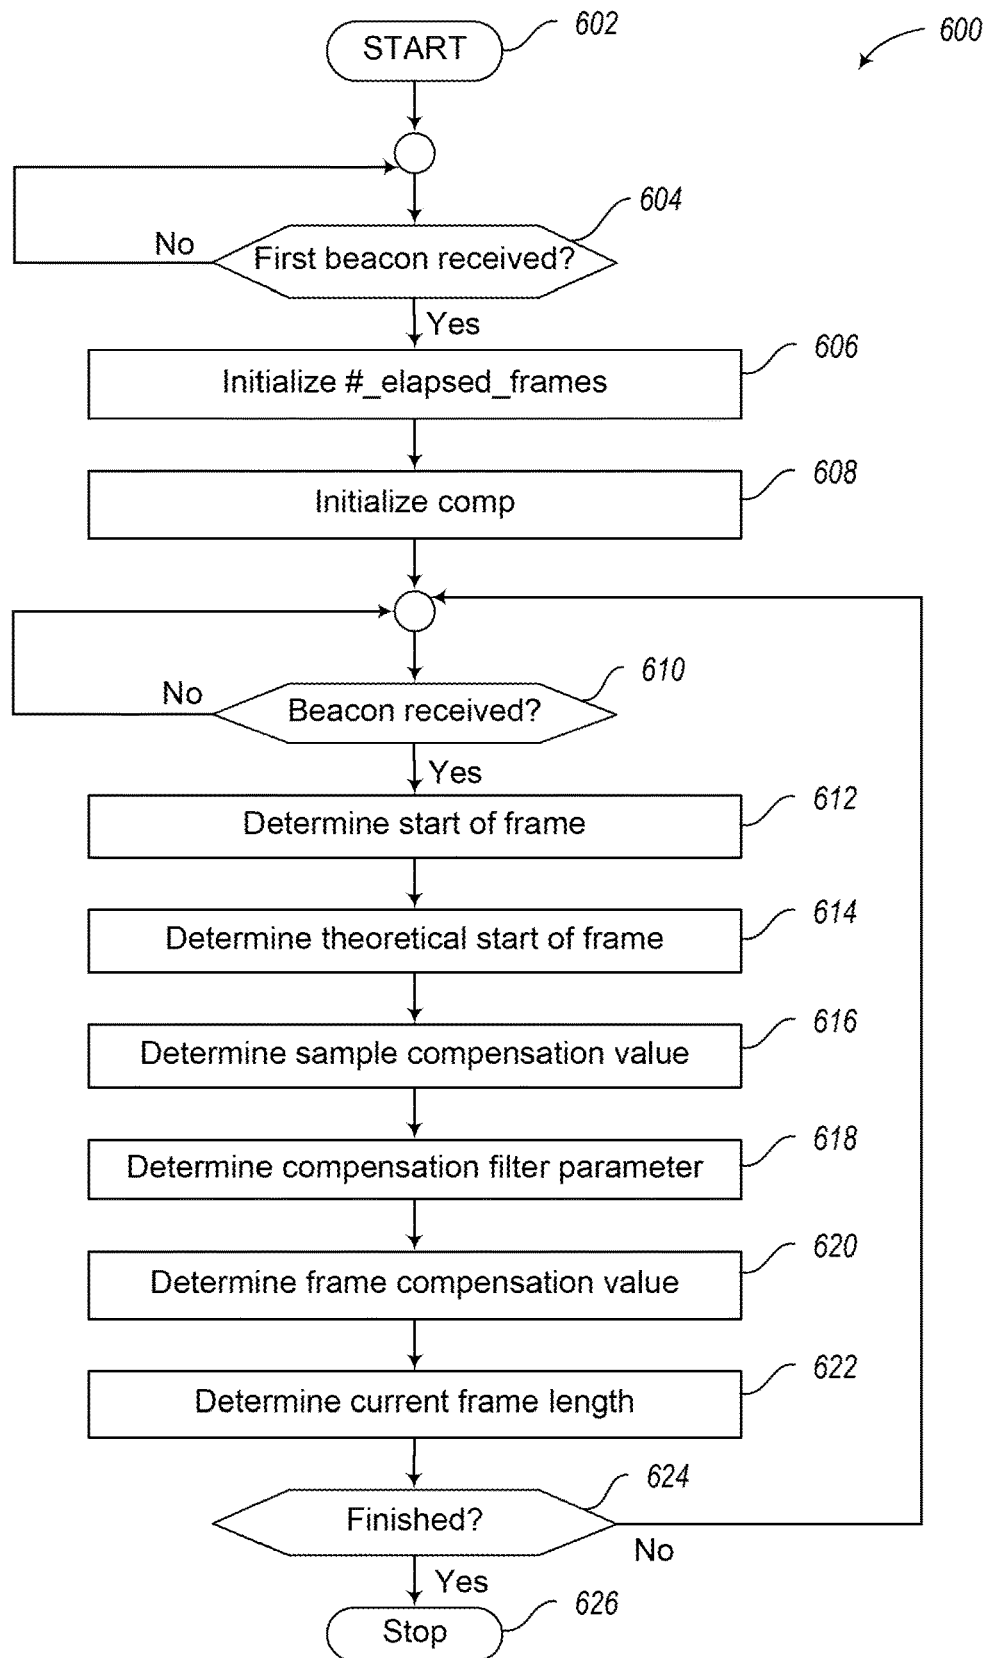 START
602
600
604
No
First beacon received?
Yes
606
Initialize #_elapsed_frames
608
Initialize comp
610
No
Beacon received?
Yes
612
Determine start of frame
614
Determine theoretical start of frame
616
Determine sample compensation value
618
Determine compensation filter parameter
620
Determine frame compensation value
622
Determine current frame length
624
Finished?
No
Yes
626
Stop